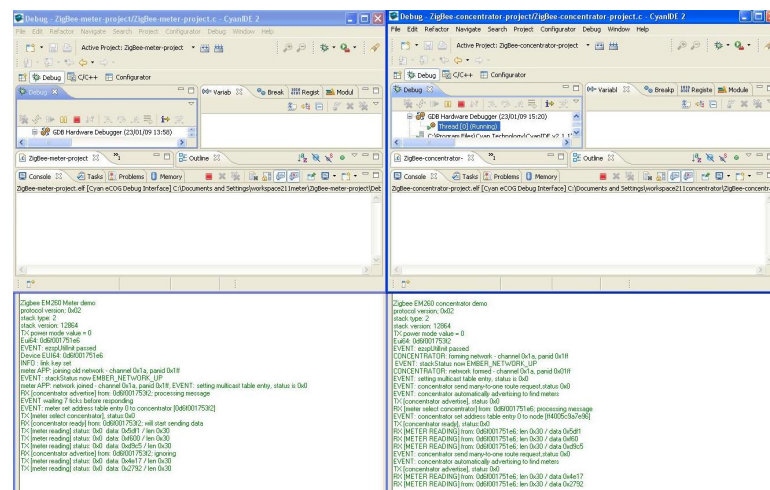 Debug - ZigBee-meter-project/ZigBee-meter-project.c - CyanIDE 2
File Edit Refactor Navigate Search Project Configurator Debug Window Help
Active Project: ZigBee-meter-project
Debug C/C++ Configurator
Debug
Variab Break Regist Modul
GDB Hardware Debugger (23/01/09 13:58)
ZigBee-meter-project Outline
Console Tasks Problems Memory
ZigBee-meter-project.elf [Cyan eCOG Debug Interface] C:\Documents and Settings\workspace211meter\ZigBee-meter-project\Deb
Zigbee EM260 Meter demo
protocol version; 0x02
stack type: 2
stack version: 12864
TX power mode value = 0
Eui64: 0d6f001751e6
EVENT: ezspUtilInit passed
Device EUI64: 0d6f001751e6
INFO : link key set
meter APP: joining old network - channel 0x1a, panid 0x1ff
EVENT: stackStatus now EMBER_NETWORK_UP
meter APP: network joined - channel 0x1a, panid 0x1ff, EVENT: setting multicast table entry, status is 0x0
RX [concentrator advertise] from: 0d6f001753f2; processing message
EVENT waiting 7 ticks before responding
EVENT: meter set address table entry 0 to concentrator [0d6f001753f2]
TX [meter select concentrator], status:0x0
RX [concentrator ready] from: 0d6f001753f2; will start sending data
TX [meter reading] status: 0x0 data: 0x5df1 / len 0x30
TX [meter reading] status: 0x0 data: 0xf600 / len 0x30
TX [meter reading] status: 0x0 data: 0xd9c5 / len 0x30
RX [concentrator advertise] from: 0d6f001753f2; ignoring
TX [meter reading] status: 0x0 data: 0x4e17 / len 0x30
TX [meter reading] status: 0x0 data: 0x2792 / len 0x30
Debug - ZigBee-concentrator-project/ZigBee-concentrator-project.c - CyanIDE 2
File Edit Refactor Navigate Search Project Configurator Debug Window Help
Active Project: ZigBee-concentrator-project
Debug C/C++ Configurator
Debug
Variabl Breakp Registe Module
GDB Hardware Debugger (23/01/09 15:20)
Thread [0] (Running)
ZigBee-concentrator- Outline
Console Tasks Problems Memory
ZigBee-concentrator-project.elf [Cyan eCOG Debug Interface] C:\Documents and Settings\workspace211concentrator\ZigBee-concentr
Zigbee EM260 concentrator demo
protocol version; 0x02
stack type: 2
stack version: 12864
TX power mode value = 0
Eui64: 0d6f001753f2
EVENT: ezspUtilInit passed
CONCENTRATOR: forming network - channel 0x1a, panid 0x1ff
EVENT: stackStatus now EMBER_NETWORK_UP
CONCENTRATOR: network formed - channel 0x1a, panid 0x01ff
EVENT: setting multicast table entry, status is 0x0
EVENT: concentrator send many-to-one route request,status 0x0
EVENT: concentrator automatically advertising to find meters
TX [concentrator advertise], status 0x0
RX [meter select concentrator] from: 0d6f001751e6; processing message
EVENT: concentrator set address table entry 0 to node [ff4005c9a7e96]
TX [concentrator ready], status:0x0
RX [METER READING] from: 0d6f001751e6; len 0x30 / data 0x5df1
RX [METER READING] from: 0d6f001751e6; len 0x30 / data 0xf60
RX [METER READING] from: 0d6f001751e6; len 0x30 / data 0xd9c5
EVENT: concentrator send many-to-one route request,status 0x0
EVENT: concentrator automatically advertising to find meters
TX [concentrator advertise], status 0x0
RX [METER READING] from: 0d6f001751e6; len 0x30 / data 0x4e17
RX [METER READING] from: 0d6f001751e6; len 0x30 / data 0x2792